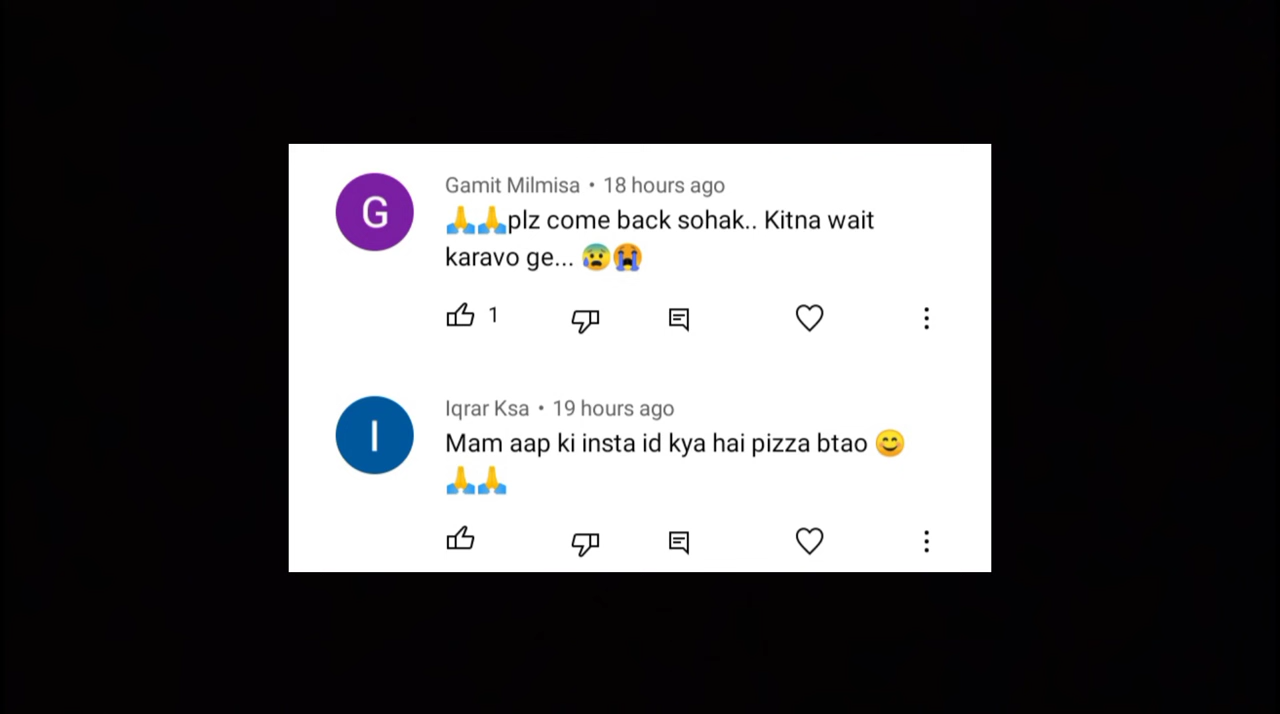 G
Gamit Milmisa • 18 hours ago
🙏🙏plz come back sohak.. Kitna wait
karavo ge... 😰😭
1
I
Iqrar Ksa • 19 hours ago
Mam aap ki insta id kya hai pizza btao 😊
🙏🙏